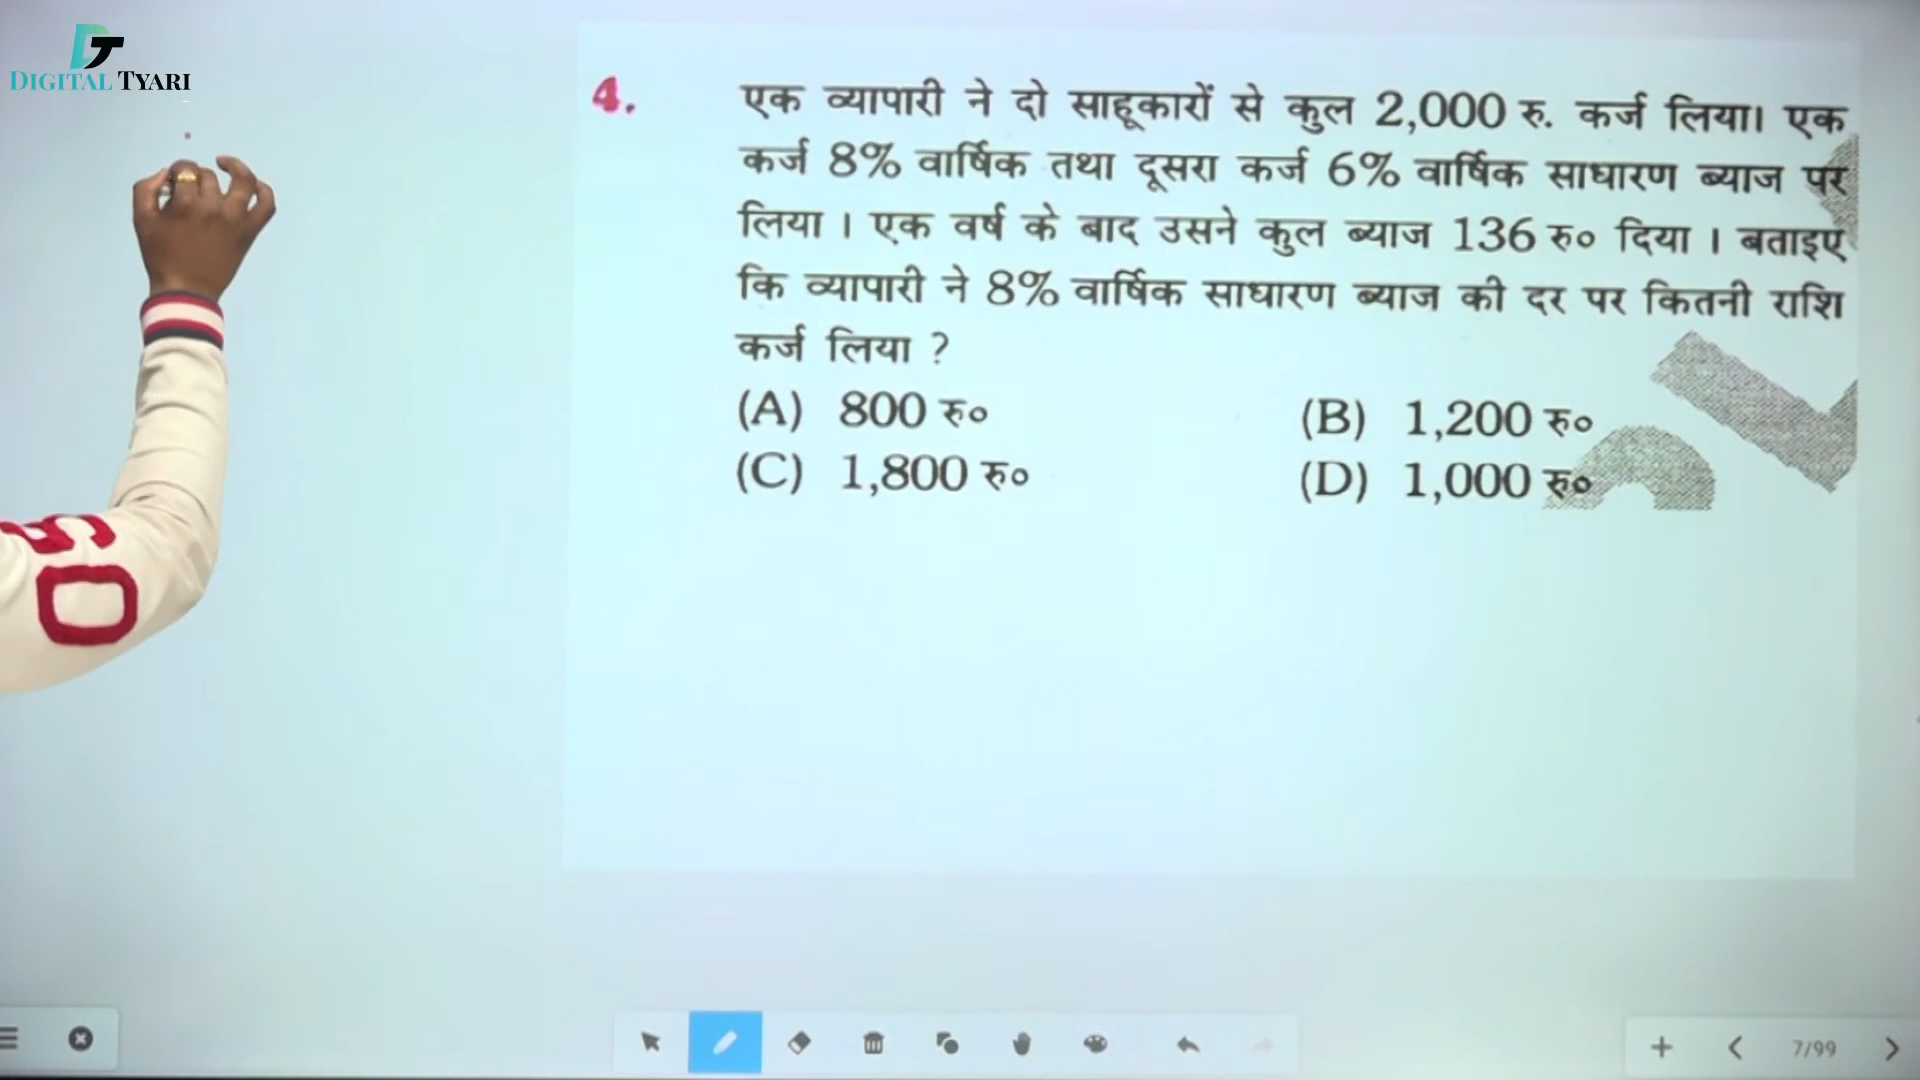 DIGITAL TYARI
4. एक व्यापारी ने दो साहूकारों से कुल 2,000 रु. कर्ज लिया। एक
कर्ज 8% वार्षिक तथा दूसरा कर्ज 6% वार्षिक साधारण ब्याज पर
लिया । एक वर्ष के बाद उसने कुल ब्याज 136 रु० दिया । बताइए
कि व्यापारी ने 8% वार्षिक साधारण ब्याज की दर पर कितनी राशि
कर्ज लिया ?
(A) 800 रु० (B) 1,200 रु०
(C) 1,800 रु० (D) 1,000 रु०
7/99